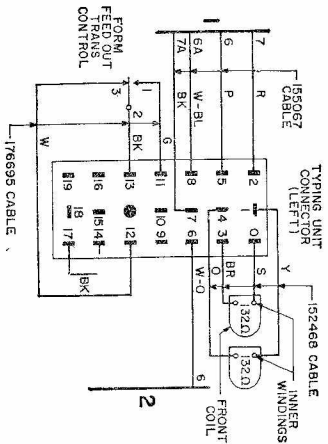 155067
CABLE
TYPING UNIT
CONNECTOR
(LEFT)
152468 CABLE
7
6
6A
7A
R
P
W-BL
BK
G
FORM
FEED OUT
TRANS
CONTROL
1
2
3
BK
W
176695 CABLE
2
1
0
5
4
3
8
7
6
11
10
9
13
12
16
15
14
19
18
17
Y
S
BR
O
W-O
BK
132Ω
132Ω
INNER
WINDINGS
FRONT
COIL
6
2